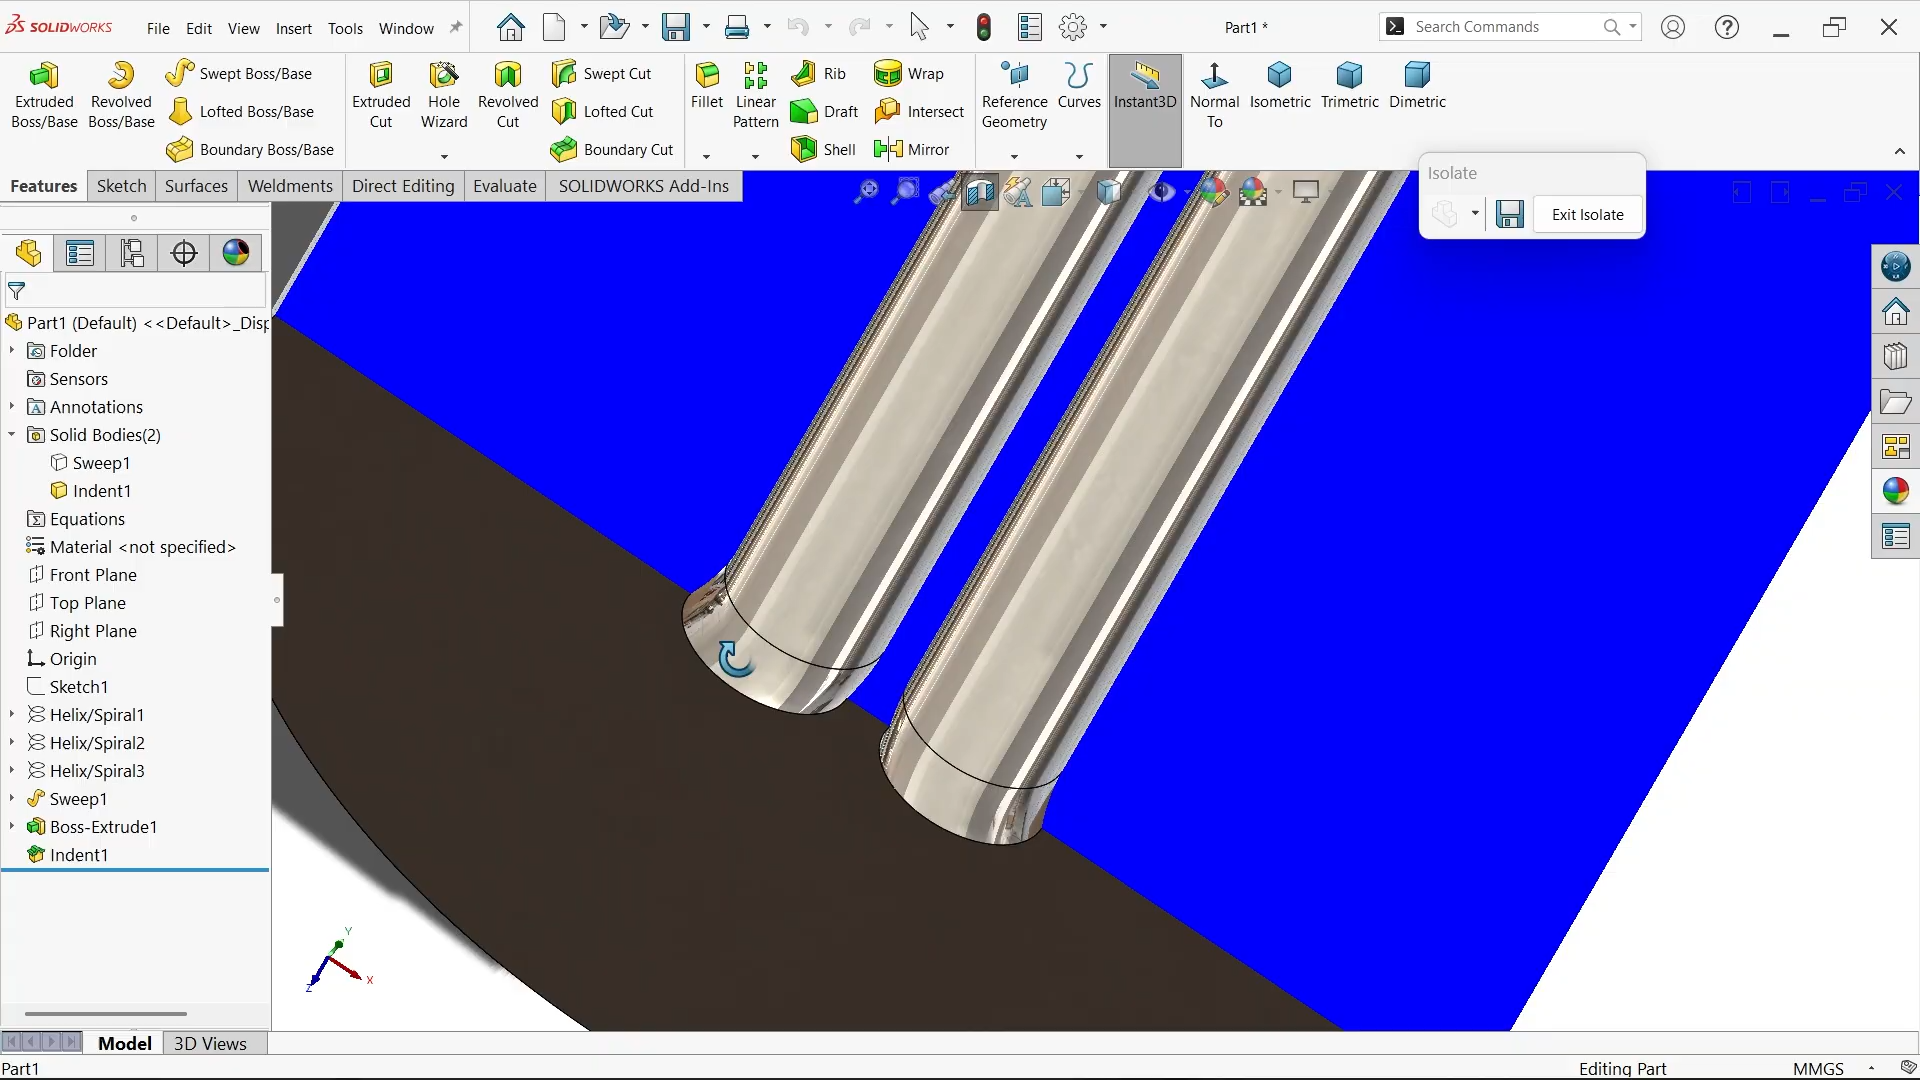 SOLIDWORKS File Edit View Insert Tools Window
Part1 *
Search Commands
Extruded Boss/Base
Revolved Boss/Base
Swept Boss/Base
Lofted Boss/Base
Boundary Boss/Base
Extruded Cut
Hole Wizard
Revolved Cut
Swept Cut
Lofted Cut
Boundary Cut
Fillet
Linear Pattern
Rib
Draft
Shell
Wrap
Intersect
Mirror
Reference Geometry
Curves
Instant3D
Normal To
Isometric
Trimetric
Dimetric
Features Sketch Surfaces Weldments Direct Editing Evaluate SOLIDWORKS Add-Ins
Isolate
Exit Isolate
Part1 (Default) <<Default>_Disp
Folder
Sensors
Annotations
Solid Bodies(2)
Sweep1
Indent1
Equations
Material <not specified>
Front Plane
Top Plane
Right Plane
Origin
Sketch1
Helix/Spiral1
Helix/Spiral2
Helix/Spiral3
Sweep1
Boss-Extrude1
Indent1
Y
X
Z
Model 3D Views
Part1 Editing Part MMGS